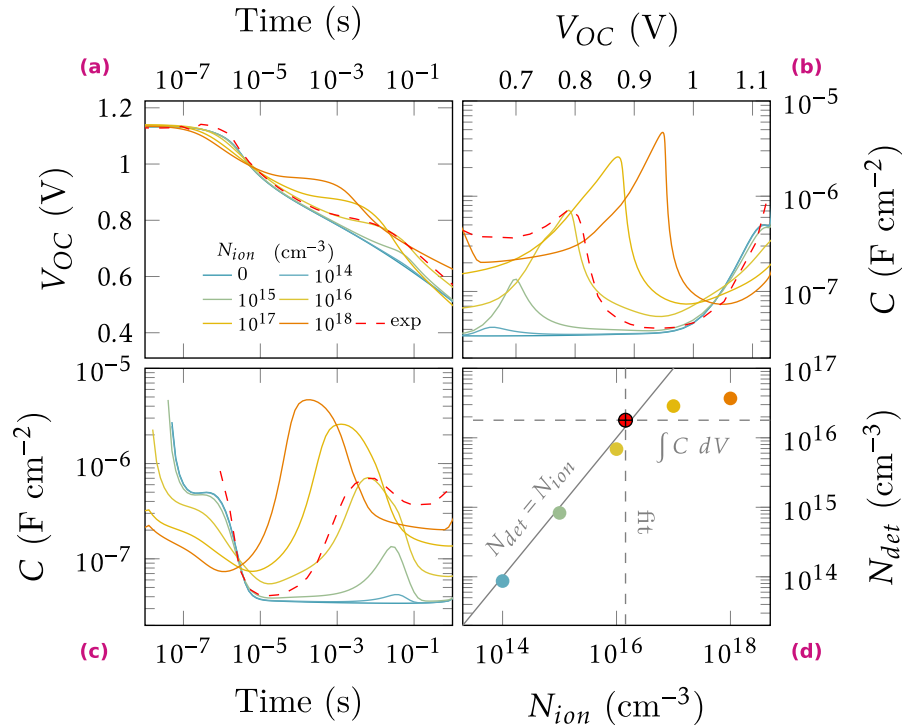 Time (s)
V_OC (V)
(a)
(b)
10^−7 10^−5 10^−3 10^−1
0.7 0.8 0.9 1 1.1
1.2
1
0.8
0.6
0.4
V_OC (V)
N_ion (cm^−3)
0 10^14
10^15 10^16
10^17 10^18 exp
10^−5
10^−6
10^−7
C (F cm^−2)
10^−5
10^−6
10^−7
C (F cm^−2)
10^17
10^16
10^15
10^14
N_det (cm^−3)
∫ C dV
N_det = N_ion
fit
10^−7 10^−5 10^−3 10^−1
10^14 10^16 10^18
(c)
(d)
Time (s)
N_ion (cm^−3)